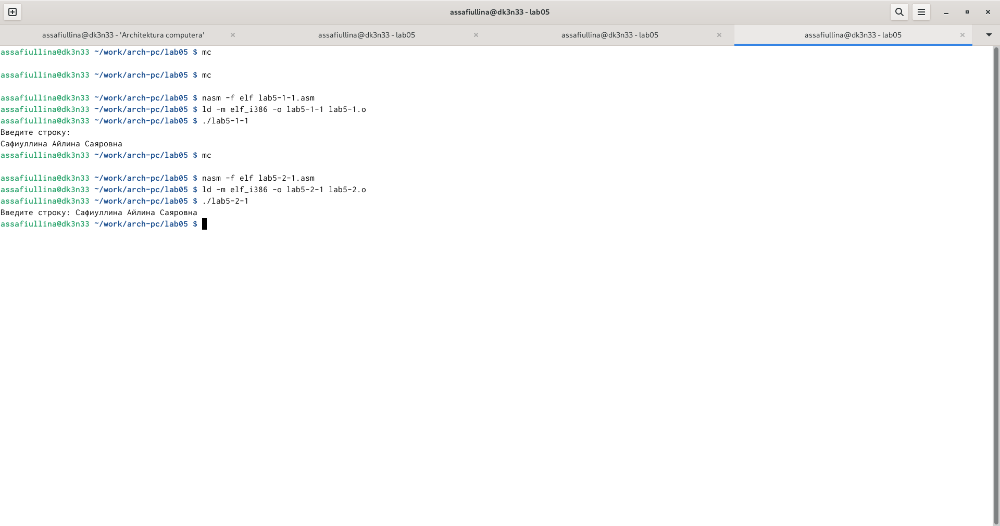 assafiullina@dk3n33 - lab05
assafiullina@dk3n33 - 'Architektura computera'
assafiullina@dk3n33 - lab05
assafiullina@dk3n33 - lab05
assafiullina@dk3n33 - lab05
assafiullina@dk3n33 ~/work/arch-pc/lab05 $ mc
assafiullina@dk3n33 ~/work/arch-pc/lab05 $ mc
assafiullina@dk3n33 ~/work/arch-pc/lab05 $ nasm -f elf lab5-1-1.asm
assafiullina@dk3n33 ~/work/arch-pc/lab05 $ ld -m elf_i386 -o lab5-1-1 lab5-1.o
assafiullina@dk3n33 ~/work/arch-pc/lab05 $ ./lab5-1-1
Введите строку:
Сафиуллина Айлина Саяровна
assafiullina@dk3n33 ~/work/arch-pc/lab05 $ mc
assafiullina@dk3n33 ~/work/arch-pc/lab05 $ nasm -f elf lab5-2-1.asm
assafiullina@dk3n33 ~/work/arch-pc/lab05 $ ld -m elf_i386 -o lab5-2-1 lab5-2.o
assafiullina@dk3n33 ~/work/arch-pc/lab05 $ ./lab5-2-1
Введите строку: Сафиуллина Айлина Саяровна
assafiullina@dk3n33 ~/work/arch-pc/lab05 $